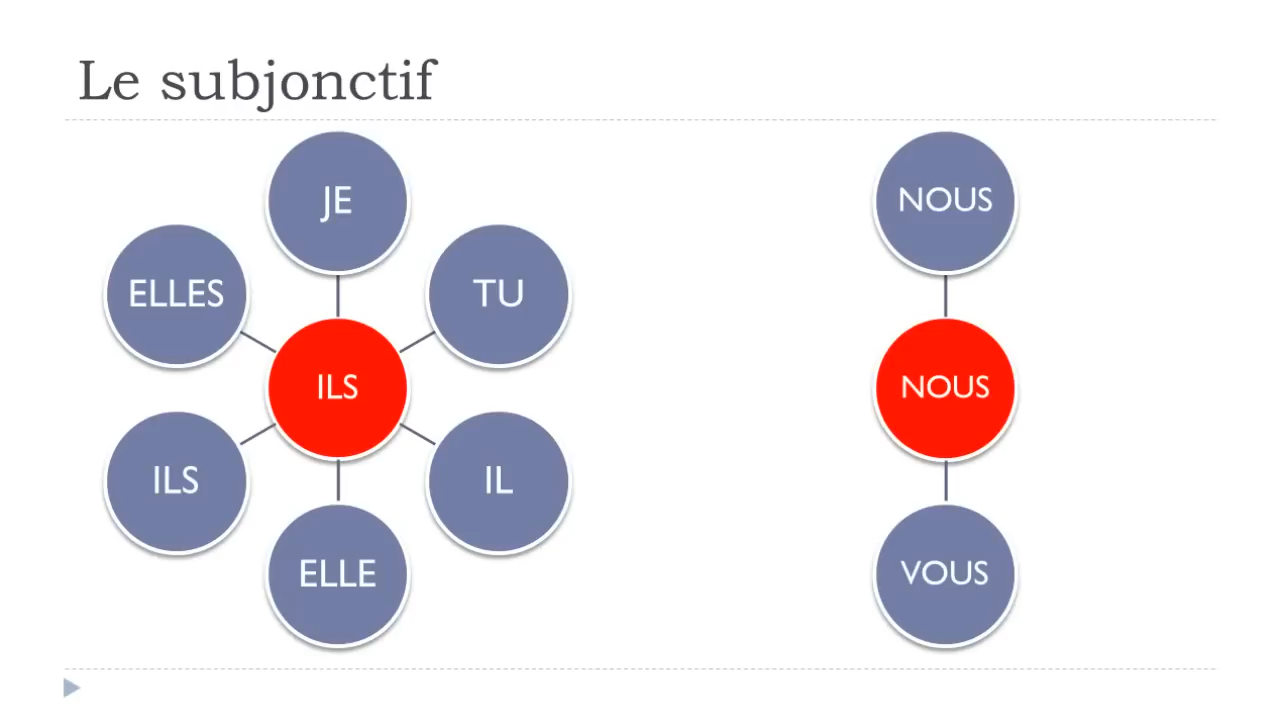 Le subjonctif
JE
ELLES
TU
ILS
ILS
IL
ELLE
NOUS
NOUS
VOUS